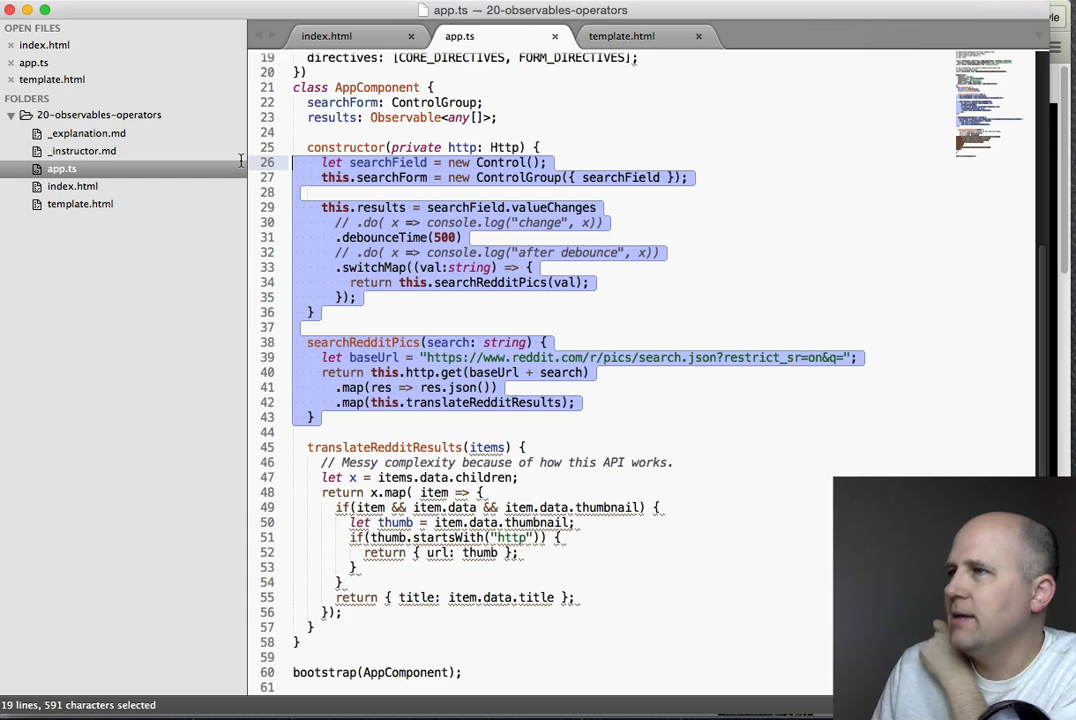 app.ts — 20-observables-operators
yle
OPEN FILES
× index.html
× app.ts
× template.html
FOLDERS
20-observables-operators
_explanation.md
_instructor.md
app.ts
index.html
template.html
index.html ×
app.ts ×
template.html ×
19 directives: [CORE_DIRECTIVES, FORM_DIRECTIVES];
20 })
21 class AppComponent {
22 searchForm: ControlGroup;
23 results: Observable<any[]>;
24
25 constructor(private http: Http) {
26 let searchField = new Control();
27 this.searchForm = new ControlGroup({ searchField });
28
29 this.results = searchField.valueChanges
30 // .do( x => console.log("change", x))
31 .debounceTime(500)
32 // .do( x => console.log("after debounce", x))
33 .switchMap((val:string) => {
34 return this.searchRedditPics(val);
35 });
36 }
37
38 searchRedditPics(search: string) {
39 let baseUrl = "https://www.reddit.com/r/pics/search.json?restrict_sr=on&q=";
40 return this.http.get(baseUrl + search)
41 .map(res => res.json())
42 .map(this.translateRedditResults);
43 }
44
45 translateRedditResults(items) {
46 // Messy complexity because of how this API works.
47 let x = items.data.children;
48 return x.map( item => {
49 if(item && item.data && item.data.thumbnail) {
50 let thumb = item.data.thumbnail;
51 if(thumb.startsWith("http")) {
52 return { url: thumb };
53 }
54 }
55 return { title: item.data.title };
56 });
57 }
58 }
59
60 bootstrap(AppComponent);
61
19 lines, 591 characters selected